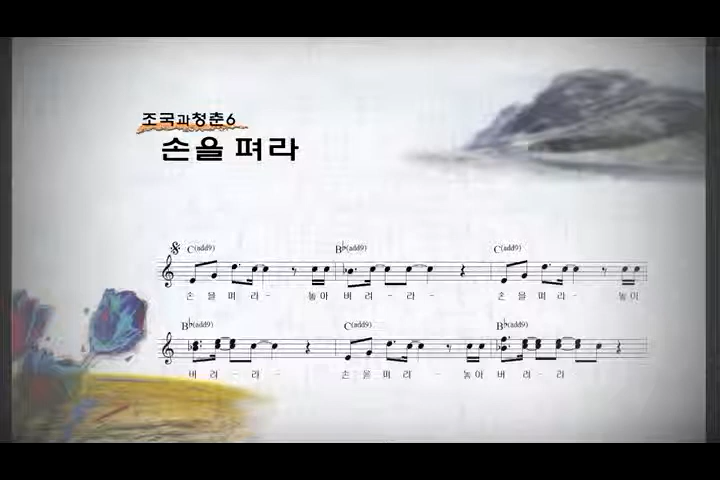 조국과청춘6
손을 펴라
C(add9) B♭(add9) C(add9)
손 을 펴 라 - 놓아 버 려 - 라 - 손 을 펴 라 - 놓아
B♭(add9) C(add9) B♭(add9)
버 려 - 라 - 손 을 펴 라 - 놓아 버 려 - 라